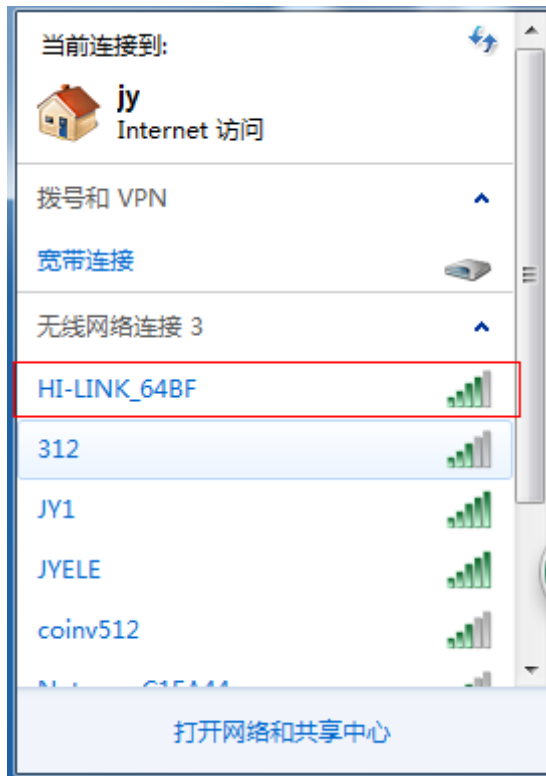 当前连接到:
jy
Internet 访问
拨号和 VPN
宽带连接
无线网络连接 3
HI-LINK_64BF
312
JY1
JYELE
coinv512
打开网络和共享中心